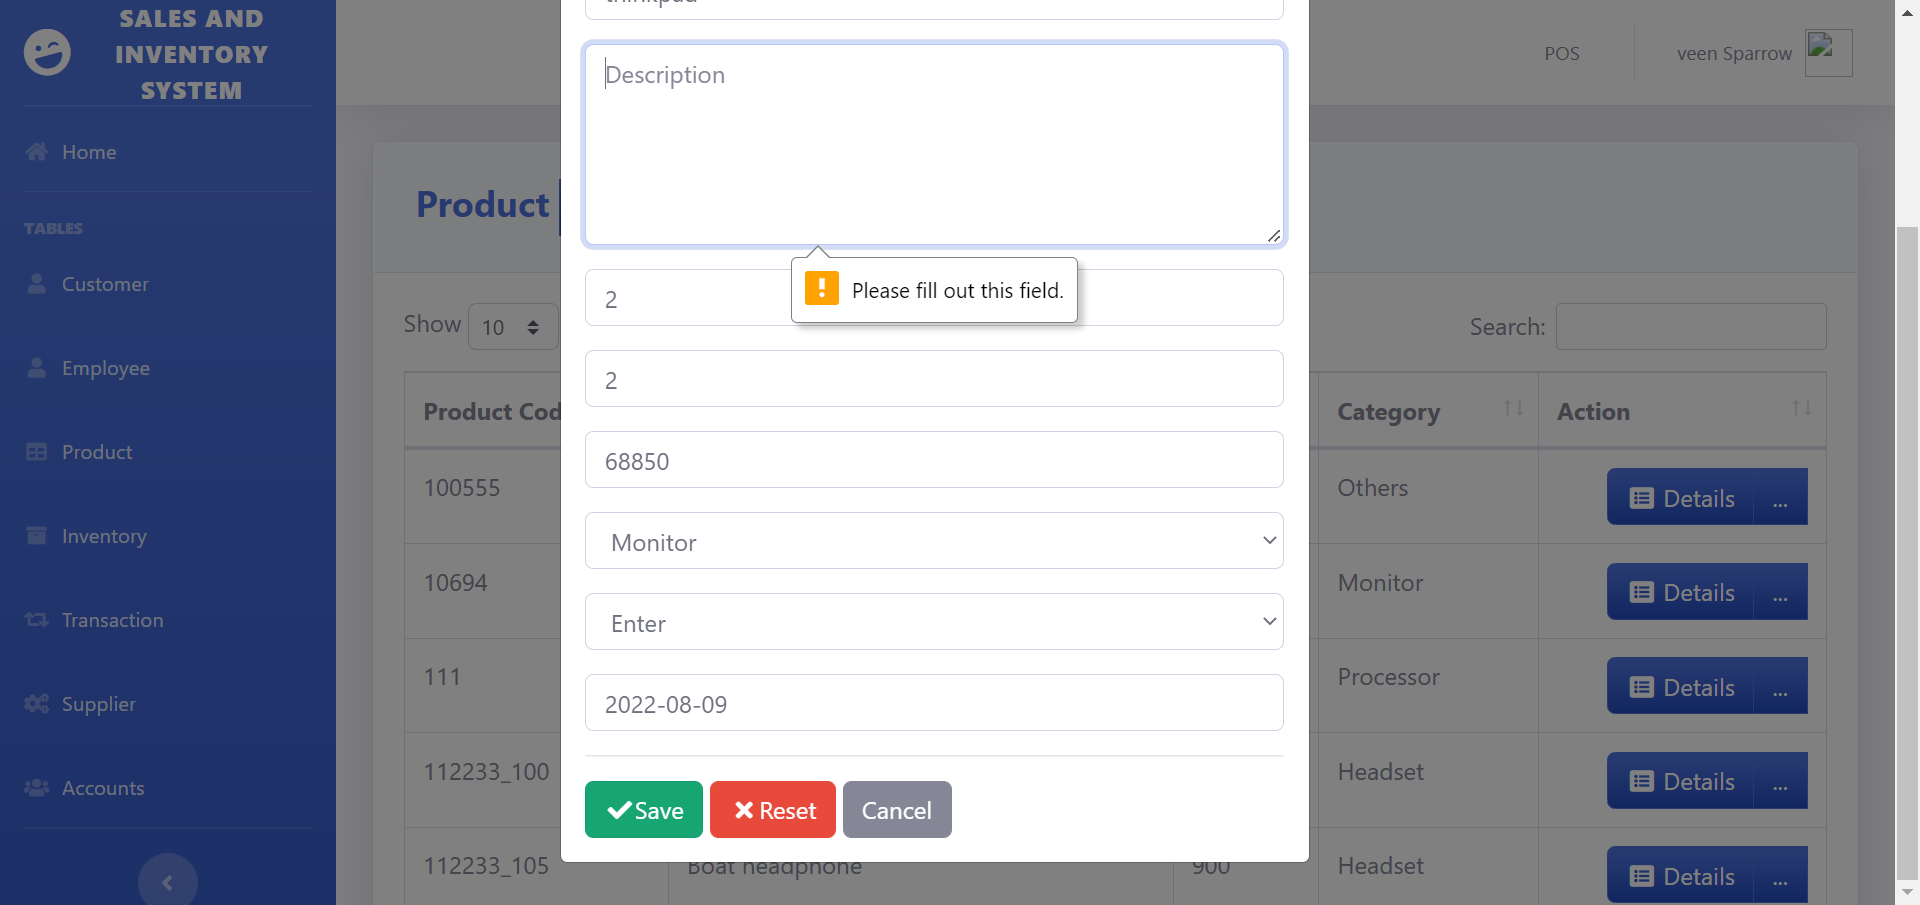 SALES AND
INVENTORY
SYSTEM
Home
TABLES
Customer
Employee
Product
Inventory
Transaction
Supplier
Accounts
POS
veen Sparrow
Product
Show 10
Search:
Product Cod
Category
Action
100555
Others
Details
...
10694
Monitor
Details
...
111
Processor
Details
...
112233_100
Headset
Details
...
112233_105
Boat headphone
900
Headset
Details
...
thinkpad
Description
Please fill out this field.
2
2
68850
Monitor
Enter
2022-08-09
Save
Reset
Cancel